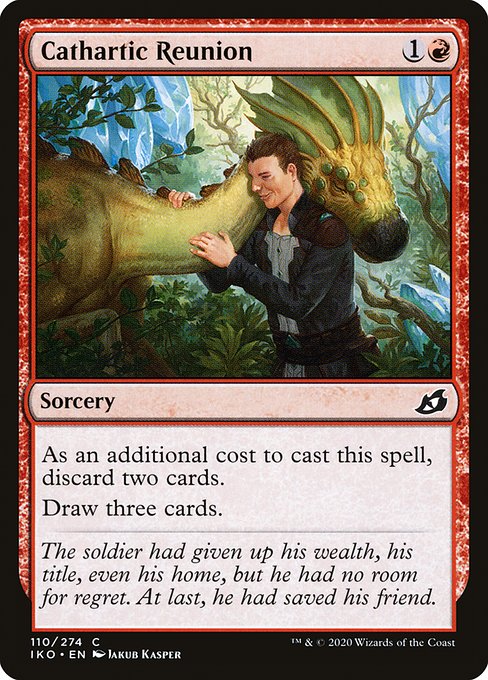 Cathartic Reunion 1
Sorcery
As an additional cost to cast this spell,
discard two cards.
Draw three cards.
The soldier had given up his wealth, his
title, even his home, but he had no room
for regret. At last, he had saved his friend.
110/274 C
IKO • EN Jakub Kasper
™ & © 2020 Wizards of the Coast